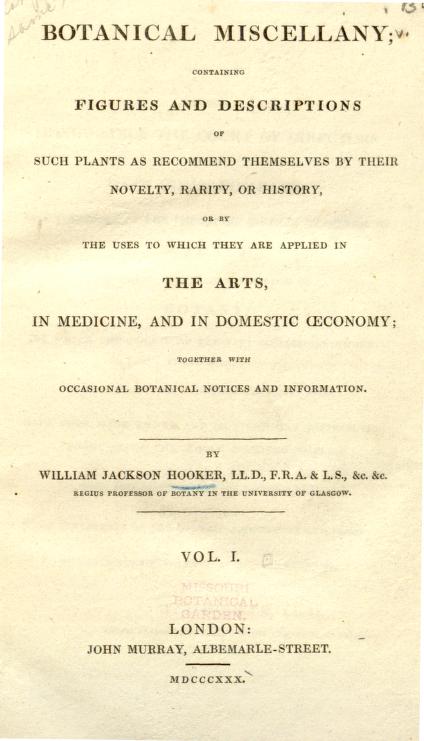 BOTANICAL MISCELLANY;
CONTAINING
FIGURES AND DESCRIPTIONS
OF
SUCH PLANTS AS RECOMMEND THEMSELVES BY THEIR
NOVELTY, RARITY, OR HISTORY,
OR BY
THE USES TO WHICH THEY ARE APPLIED IN
THE ARTS,
IN MEDICINE, AND IN DOMESTIC ŒCONOMY;
TOGETHER WITH
OCCASIONAL BOTANICAL NOTICES AND INFORMATION.
BY
WILLIAM JACKSON HOOKER, LL.D., F.R.A. & L.S., &c. &c.
REGIUS PROFESSOR OF BOTANY IN THE UNIVERSITY OF GLASGOW.
VOL. I.
MISSOURI
BOTANICAL
GARDEN.
LONDON:
JOHN MURRAY, ALBEMARLE-STREET.
MDCCCXXX.